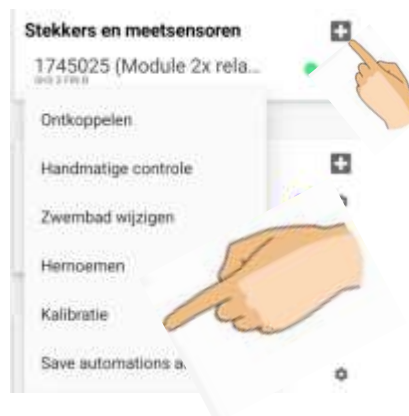 Stekkers en meetsensoren
1745025 (Module 2x rela...
Ontkoppelen
Handmatige controle
Zwembad wijzigen
Hernoemen
Kalibratie
Save automations a